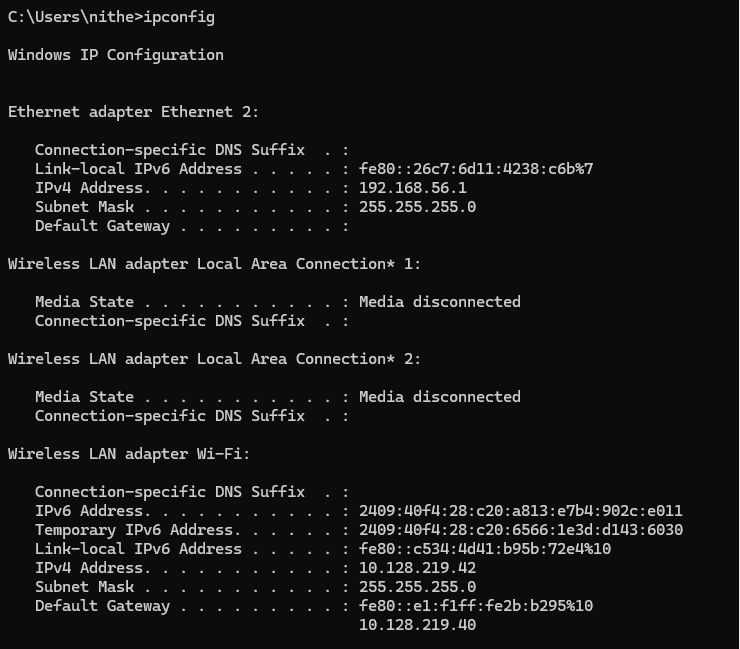 C:\Users\nithe>ipconfig
Windows IP Configuration
Ethernet adapter Ethernet 2:
   Connection-specific DNS Suffix  . :
   Link-local IPv6 Address . . . . . : fe80::26c7:6d11:4238:c6b%7
   IPv4 Address. . . . . . . . . . . : 192.168.56.1
   Subnet Mask . . . . . . . . . . . : 255.255.255.0
   Default Gateway . . . . . . . . . :
Wireless LAN adapter Local Area Connection* 1:
   Media State . . . . . . . . . . . : Media disconnected
   Connection-specific DNS Suffix  . :
Wireless LAN adapter Local Area Connection* 2:
   Media State . . . . . . . . . . . : Media disconnected
   Connection-specific DNS Suffix  . :
Wireless LAN adapter Wi-Fi:
   Connection-specific DNS Suffix  . :
   IPv6 Address. . . . . . . . . . . : 2409:40f4:28:c20:a813:e7b4:902c:e011
   Temporary IPv6 Address. . . . . . : 2409:40f4:28:c20:6566:1e3d:d143:6030
   Link-local IPv6 Address . . . . . : fe80::c534:4d41:b95b:72e4%10
   IPv4 Address. . . . . . . . . . . : 10.128.219.42
   Subnet Mask . . . . . . . . . . . : 255.255.255.0
   Default Gateway . . . . . . . . . : fe80::e1:f1ff:fe2b:b295%10
                                       10.128.219.40